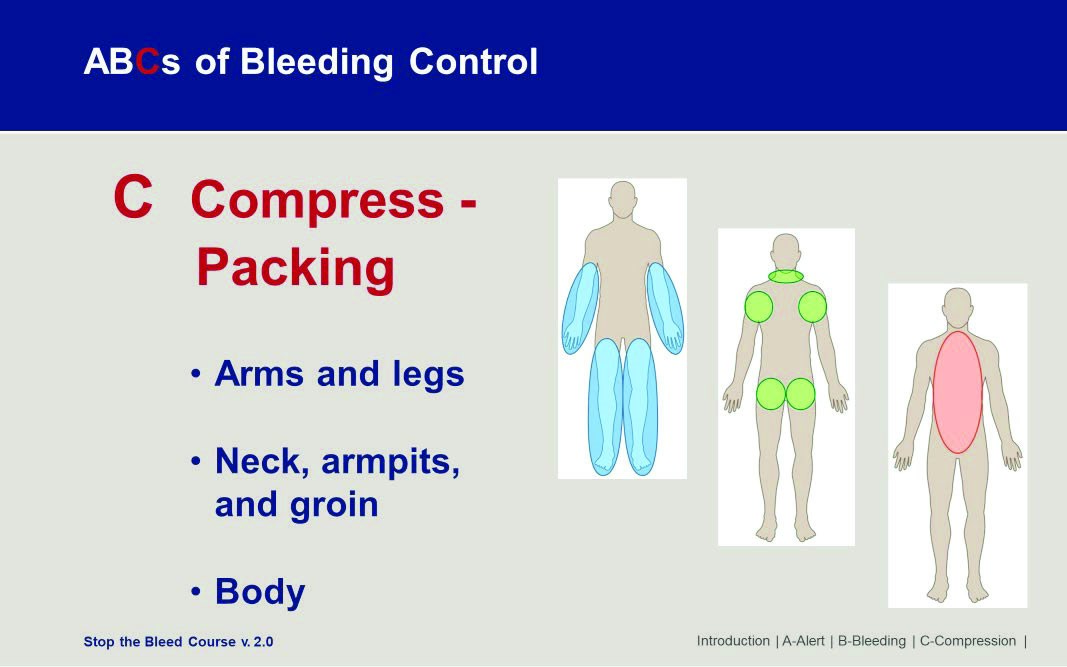 ABCs of Bleeding Control
C Compress -
Packing
• Arms and legs
• Neck, armpits,
and groin
• Body
Stop the Bleed Course v. 2.0
Introduction | A-Alert | B-Bleeding | C-Compression |